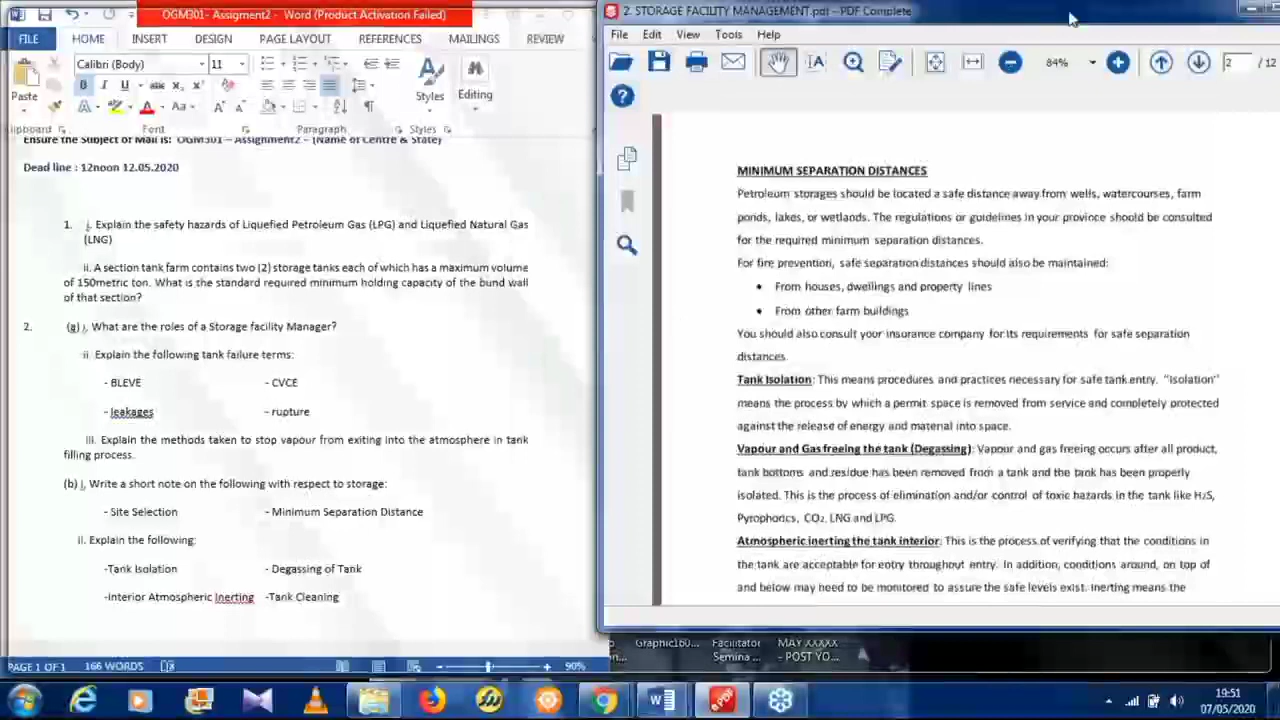 OGM301- Assigment2 - Word (Product Activation Failed)
FILE HOME INSERT DESIGN PAGE LAYOUT REFERENCES MAILINGS REVIEW
Calibri (Body) 11
Paste
Styles
Editing
Clipboard Font Paragraph Styles
Ensure the Subject of Mail is: OGM301 – Assignment2 – (Name of Centre & State)
Dead line : 12noon 12.05.2020
1. i. Explain the safety hazards of Liquefied Petroleum Gas (LPG) and Liquefied Natural Gas
(LNG)
ii. A section tank farm contains two (2) storage tanks each of which has a maximum volume
of 150metric ton. What is the standard required minimum holding capacity of the bund wall
of that section?
2. (g) i. What are the roles of a Storage facility Manager?
ii. Explain the following tank failure terms:
- BLEVE - CVCE
- leakages - rupture
iii. Explain the methods taken to stop vapour from exiting into the atmosphere in tank
filling process.
(b) i. Write a short note on the following with respect to storage:
- Site Selection - Minimum Separation Distance
ii. Explain the following:
-Tank Isolation - Degassing of Tank
-Interior Atmospheric Inerting -Tank Cleaning
PAGE 1 OF 1 166 WORDS 90%
2. STORAGE FACILITY MANAGEMENT.pdf - PDF Complete
File Edit View Tools Help
84% 2 / 12
MINIMUM SEPARATION DISTANCES
Petroleum storages should be located a safe distance away from wells, watercourses, farm
ponds, lakes, or wetlands. The regulations or guidelines in your province should be consulted
for the required minimum separation distances.
For fire prevention, safe separation distances should also be maintained:
• From houses, dwellings and property lines
• From other farm buildings
You should also consult your insurance company for its requirements for safe separation
distances.
Tank Isolation: This means procedures and practices necessary for safe tank entry. "Isolation"
means the process by which a permit space is removed from service and completely protected
against the release of energy and material into space.
Vapour and Gas freeing the tank (Degassing): Vapour and gas freeing occurs after all product,
tank bottoms and residue has been removed from a tank and the tank has been properly
isolated. This is the process of elimination and/or control of toxic hazards in the tank like H₂S,
Pyrophorics, CO₂, LNG and LPG.
Atmospheric inerting the tank interior: This is the process of verifying that the conditions in
the tank are acceptable for entry throughout entry. In addition, conditions around, on top of
and below may need to be monitored to assure the safe levels exist. Inerting means the
Graphic160... Facilitator MAY XXXXX
Semina ... - POST YO...
19:51
07/05/2020